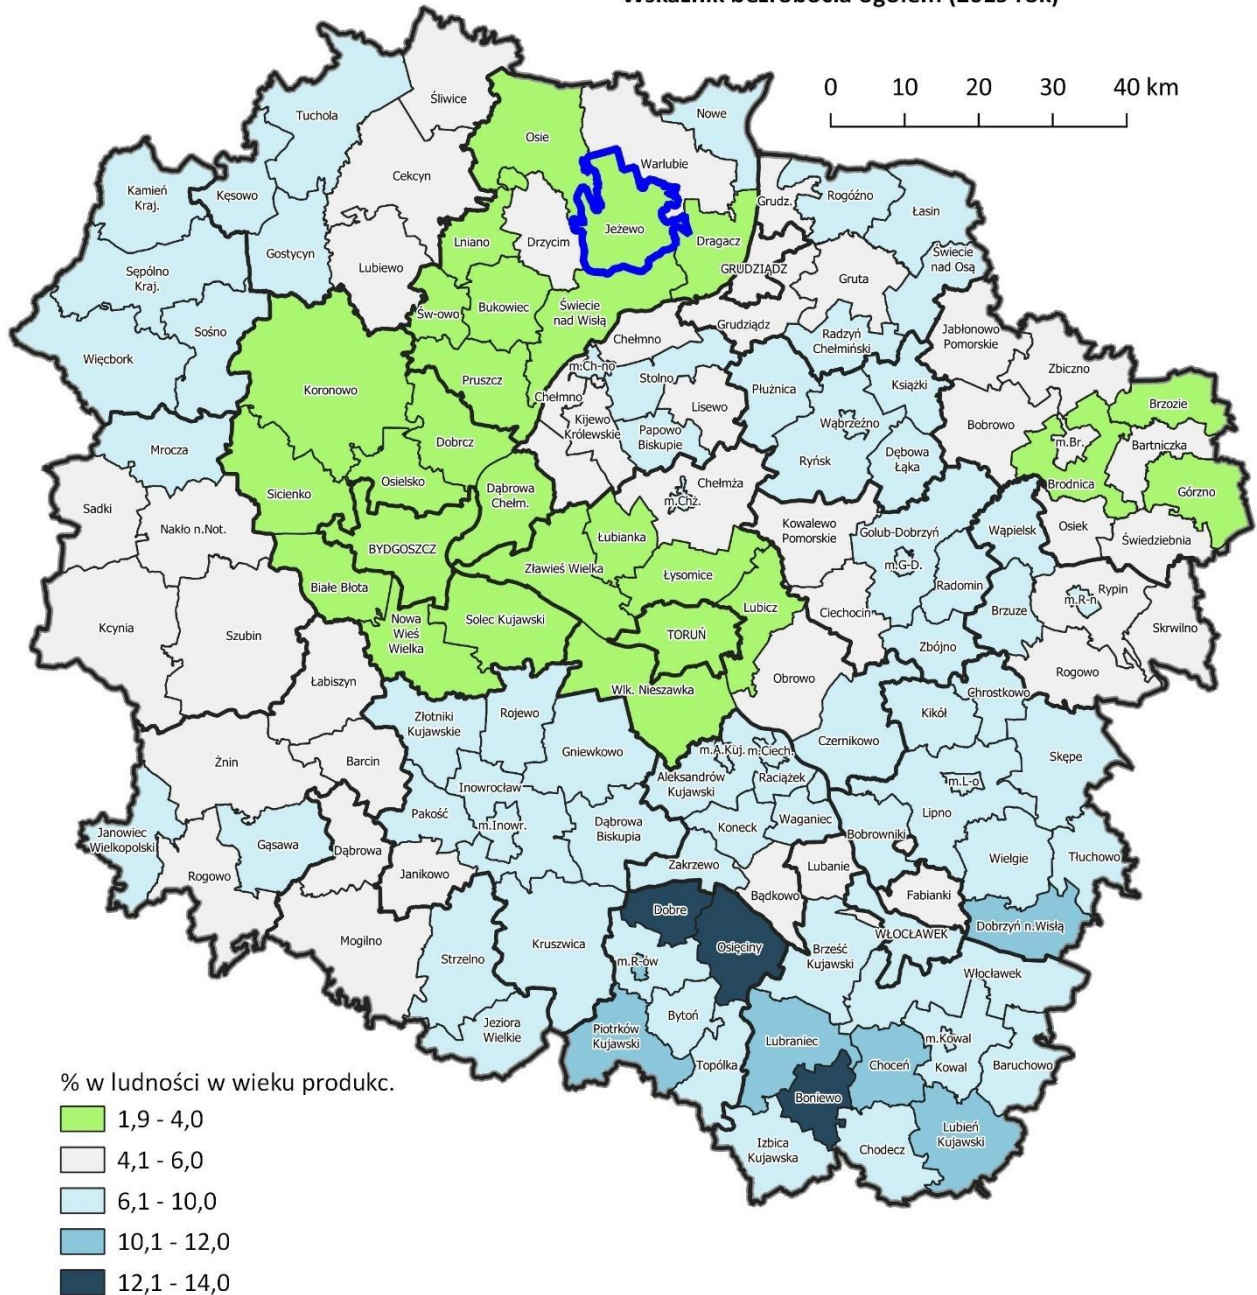 Wskaźnik bezrobocia ogółem (2023 rok)
0 10 20 30 40 km
Śliwice
Tuchola
Osie
Nowe
Warlubie
Cekcyn
Kamień
Kraj.
Kęsowo
Grudz.
Rogóźno
Łasin
Jeżewo
Lniano
Drzycim
Dragacz
Gostycyn
Lubiewo
Świecie
nad Osą
GRUDZIĄDZ
Gruta
Sępólno
Kraj.
Św-owo
Bukowiec
Świecie
nad Wisłą
Sośno
Grudziądz
Radzyń
Chełmiński
Jabłonowo
Pomorskie
Więcbork
Chełmno
Zbiczno
m.Ch-no
Koronowo
Pruszcz
Stolno
Płużnica
Książki
Chełmno
Lisewo
Brzozie
Kijewo
Królewskie
Papowo
Biskupie
Wąbrzeźno
Bobrowo
m.Br.
Bartniczka
Dobrcz
Mrocza
Ryńsk
Dębowa
Łąka
Sicienko
Osielsko
Dąbrowa
Chełm.
Chełmża
m.Chż.
Brodnica
Górzno
Sadki
Nakło n.Not.
Kowalewo
Pomorskie
Golub-Dobrzyń
Wąpielsk
Osiek
Świedziebnia
BYDGOSZCZ
Łubianka
m.G-D.
Zławieś Wielka
Łysomice
Białe Błota
Radomin
Rypin
m.R-n
Kcynia
Szubin
Nowa
Wieś
Wielka
Solec Kujawski
Lubicz
Ciechocin
Brzuze
Skrwilno
TORUŃ
Zbójno
Łabiszyn
Wlk. Nieszawka
Obrowo
Rogowo
Chrostkowo
Złotniki
Kujawskie
Rojewo
Kikół
Gniewkowo
Czernikowo
m.A.Kuj.
m.Ciech.
Żnin
Barcin
Skępe
Aleksandrów
Kujawski
Raciążek
m.L-o
Inowrocław
Pakość
m.Inowr.
Dąbrowa
Biskupia
Koneck
Waganiec
Lipno
Janowiec
Wielkopolski
Gąsawa
Dąbrowa
Bobrowniki
Wielgie
Tłuchowo
Rogowo
Janikowo
Zakrzewo
Lubanie
Bądkowo
Fabianki
Dobre
Dobrzyń n.Wisłą
Mogilno
Kruszwica
Osięciny
Brześć
Kujawski
WŁOCŁAWEK
Strzelno
m.R-ów
Włocławek
Bytoń
Jeziora
Wielkie
Piotrków
Kujawski
Lubraniec
m.Kowal
Topólka
Choceń
Kowal
Baruchowo
Boniewo
Lubień
Kujawski
Izbica
Kujawska
Chodecz
% w ludności w wieku produkc.
1,9 - 4,0
4,1 - 6,0
6,1 - 10,0
10,1 - 12,0
12,1 - 14,0